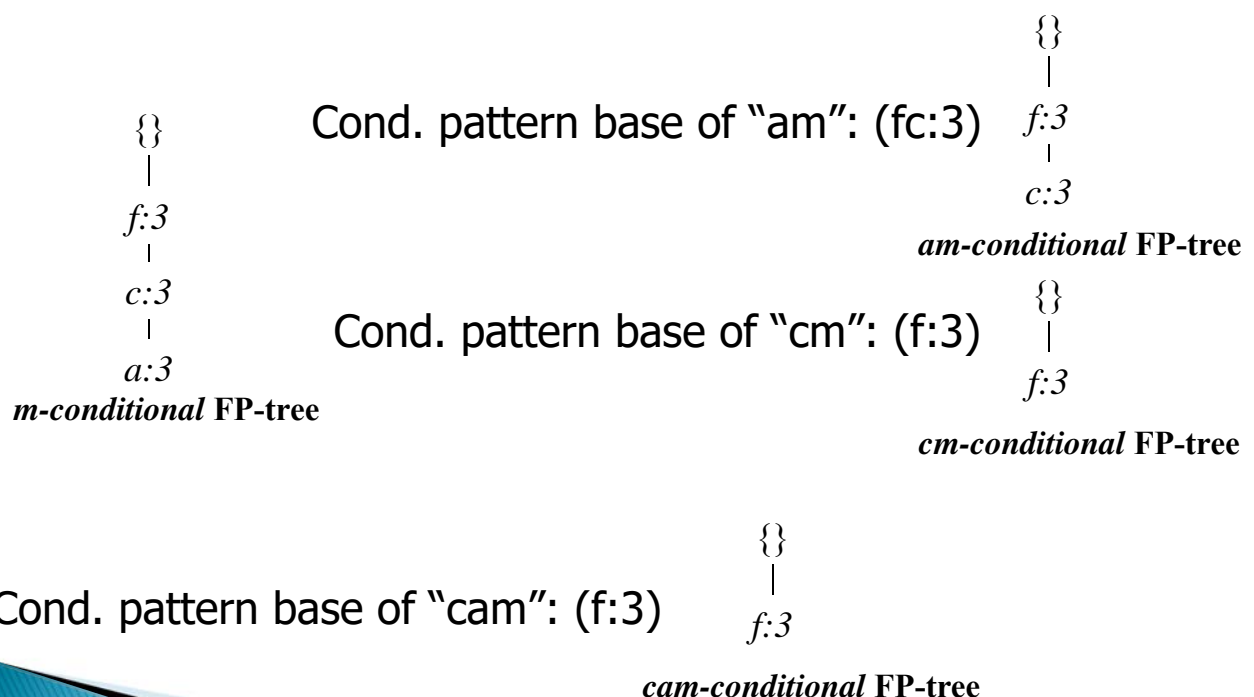 {}
f:3
c:3
a:3
m-conditional FP-tree
Cond. pattern base of “am”: (fc:3)
{}
f:3
c:3
am-conditional FP-tree
Cond. pattern base of “cm”: (f:3)
{}
f:3
cm-conditional FP-tree
Cond. pattern base of “cam”: (f:3)
{}
f:3
cam-conditional FP-tree